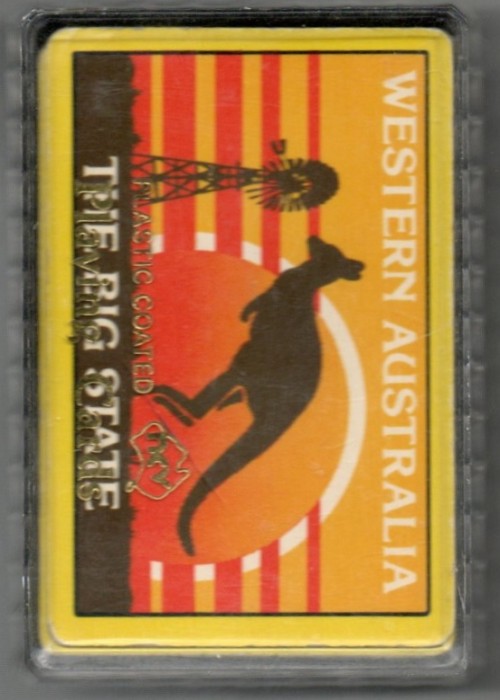 WESTERN AUSTRALIA
PLASTIC COATED
THE BIG STATE
Playing Cards